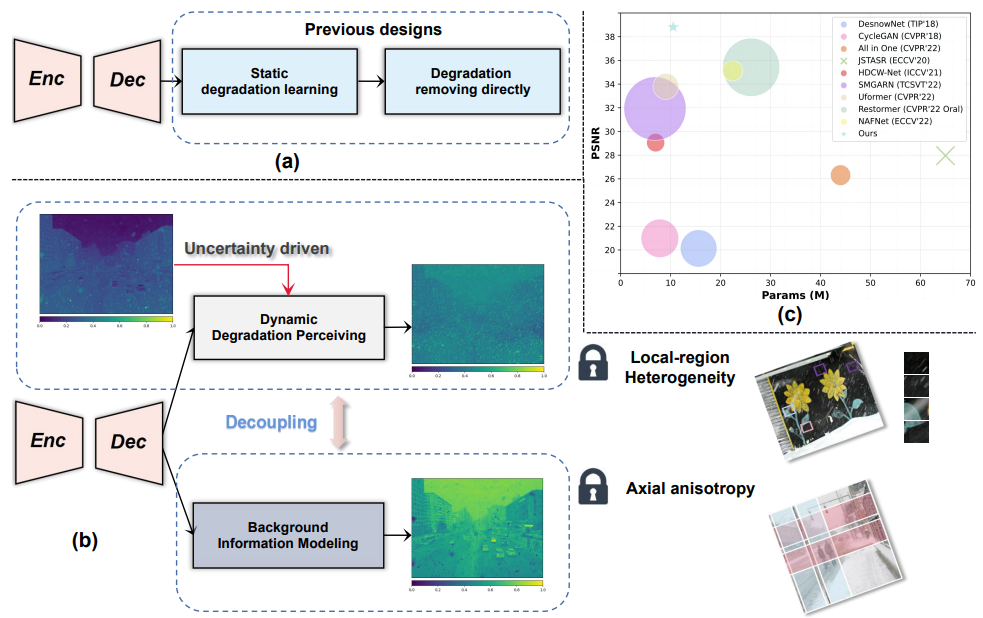 Previous designs
Enc
Dec
Static
degradation learning
Degradation
removing directly
(a)
Uncertainty driven
0.0 0.2 0.4 0.6 0.8 1.0
Dynamic
Degradation Perceiving
0.0 0.2 0.4 0.6 0.8 1.0
Enc
Dec
Decoupling
Background
Information Modeling
0.0 0.2 0.4 0.6 0.8 1.0
(b)
PSNR
38
36
34
32
30
28
26
24
22
20
0 10 20 30 40 50 60 70
Params (M)
DesnowNet (TIP'18)
CycleGAN (CVPR'18)
All in One (CVPR'22)
JSTASR (ECCV'20)
HDCW-Net (ICCV'21)
SMGARN (TCSVT'22)
Uformer (CVPR'22)
Restormer (CVPR'22 Oral)
NAFNet (ECCV'22)
Ours
(c)
Local-region
Heterogeneity
Axial anisotropy